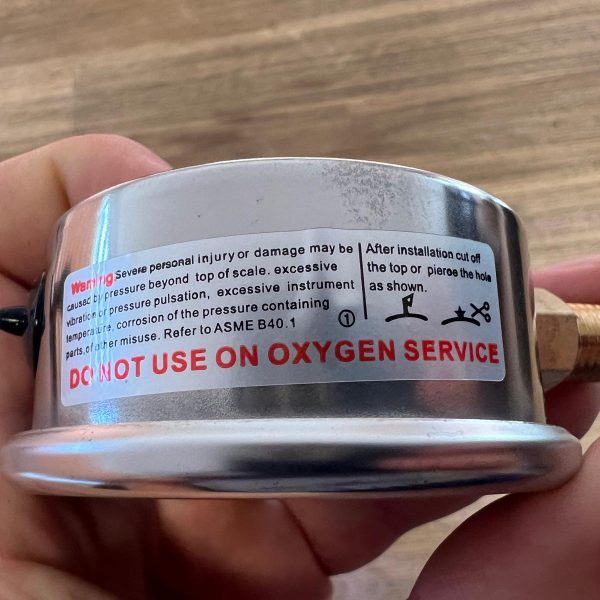 Warning Severe personal injury or damage may be
caused by pressure beyond top of scale. excessive
vibration or pressure pulsation, excessive instrument
temperature, corrosion of the pressure containing
parts, of other misuse. Refer to ASME B40.1
①
After installation cut off
the top or pieroe the hole
as shown.
DO NOT USE ON OXYGEN SERVICE